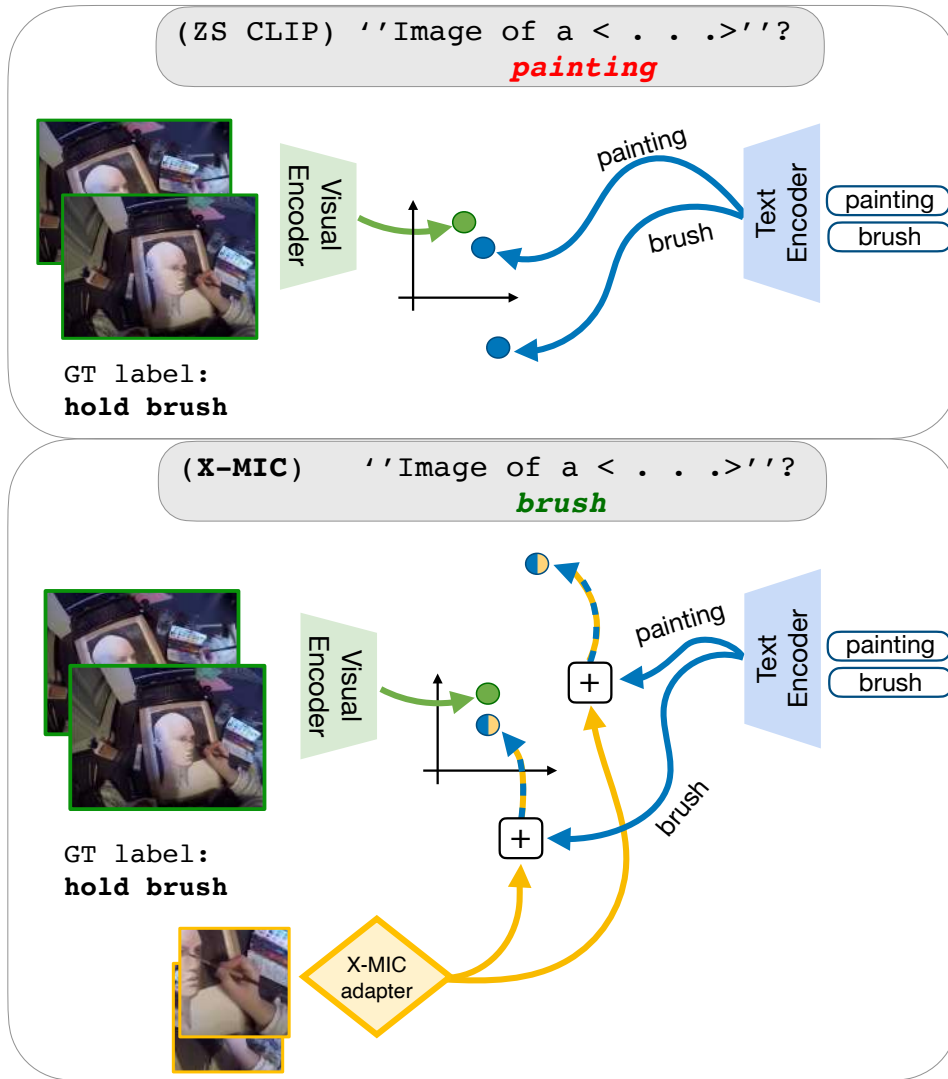 (ZS CLIP) ‘’Image of a < . . .>’’?
painting
Visual
Encoder
painting
brush
Text
Encoder
painting
brush
GT label:
hold brush
(X-MIC) ‘’Image of a < . . .>’’?
brush
Visual
Encoder
painting
brush
Text
Encoder
painting
brush
+
+
GT label:
hold brush
X-MIC
adapter